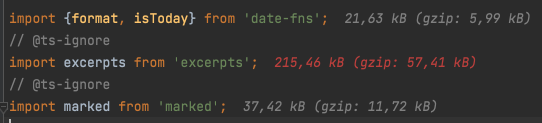 import {format, isToday} from 'date-fns';  21,63 kB (gzip: 5,99 kB)
// @ts-ignore
import excerpts from 'excerpts';  215,46 kB (gzip: 57,41 kB)
// @ts-ignore
import marked from 'marked';  37,42 kB (gzip: 11,72 kB)